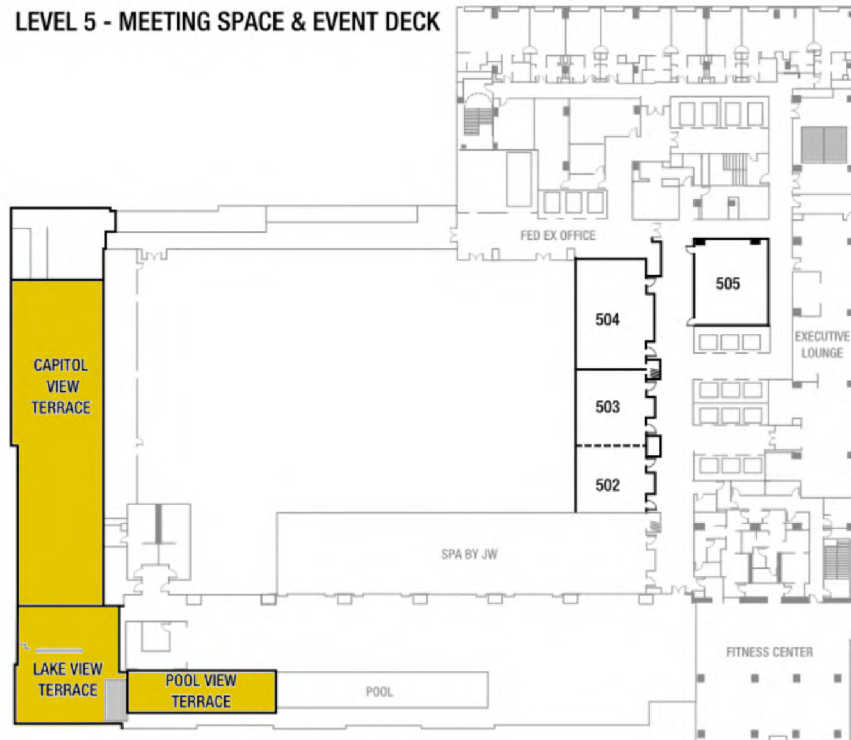 LEVEL 5 - MEETING SPACE & EVENT DECK
FED EX OFFICE
505
504
EXECUTIVE
LOUNGE
CAPITOL
VIEW
TERRACE
503
502
SPA BY JW
FITNESS CENTER
LAKE VIEW
TERRACE
POOL VIEW
TERRACE
POOL